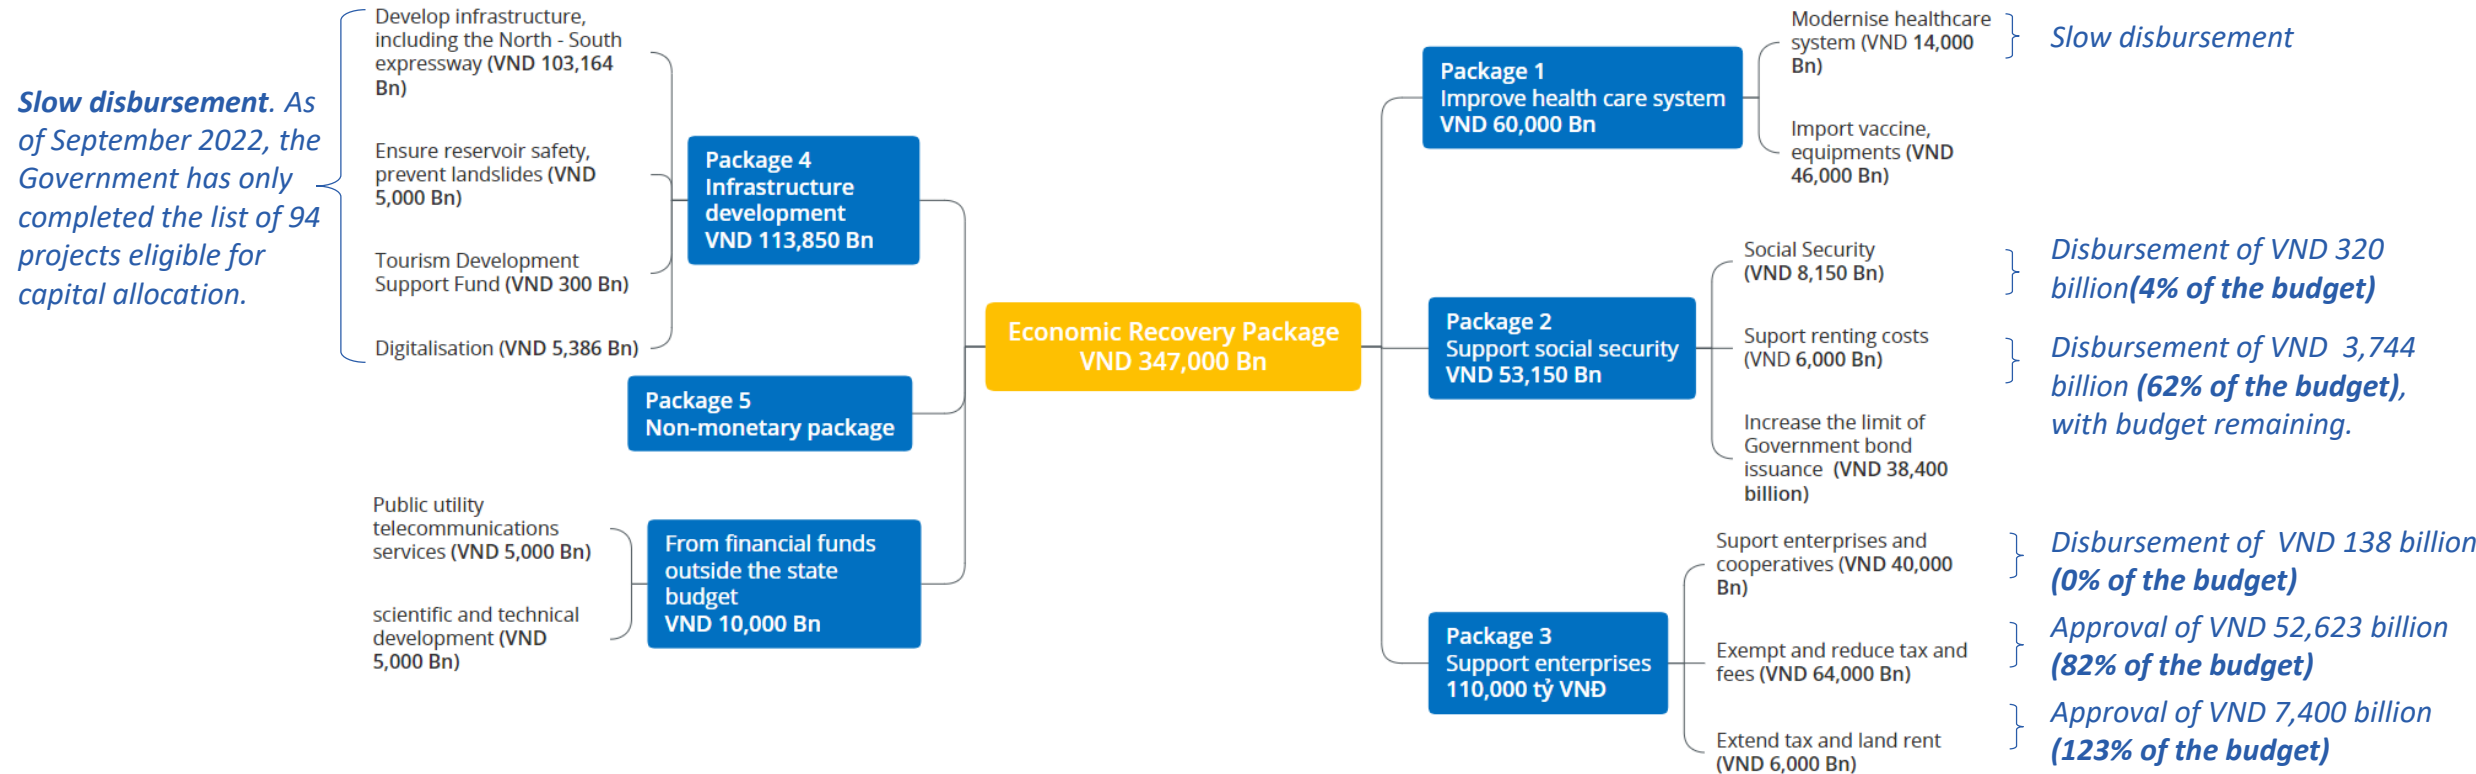 Slow disbursement. As
of September 2022, the
Government has only
completed the list of 94
projects eligible for
capital allocation.
Develop infrastructure,
including the North - South
expressway (VND 103,164
Bn)
Ensure reservoir safety,
prevent landslides (VND
5,000 Bn)
Tourism Development
Support Fund (VND 300 Bn)
Digitalisation (VND 5,386 Bn)
Package 4
Infrastructure
development
VND 113,850 Bn
Package 5
Non-monetary package
Public utility
telecommunications
services (VND 5,000 Bn)
scientific and technical
development (VND
5,000 Bn)
From financial funds
outside the state
budget
VND 10,000 Bn
Economic Recovery Package
VND 347,000 Bn
Package 1
Improve health care system
VND 60,000 Bn
Modernise healthcare
system (VND 14,000
Bn)
Slow disbursement
Import vaccine,
equipments (VND
46,000 Bn)
Package 2
Support social security
VND 53,150 Bn
Social Security
(VND 8,150 Bn)
Disbursement of VND 320
billion(4% of the budget)
Suport renting costs
(VND 6,000 Bn)
Disbursement of VND 3,744
billion (62% of the budget),
with budget remaining.
Increase the limit of
Government bond
issuance (VND 38,400
billion)
Package 3
Support enterprises
110,000 tỷ VNĐ
Suport enterprises and
cooperatives (VND 40,000
Bn)
Disbursement of VND 138 billion
(0% of the budget)
Exempt and reduce tax and
fees (VND 64,000 Bn)
Approval of VND 52,623 billion
(82% of the budget)
Extend tax and land rent
(VND 6,000 Bn)
Approval of VND 7,400 billion
(123% of the budget)